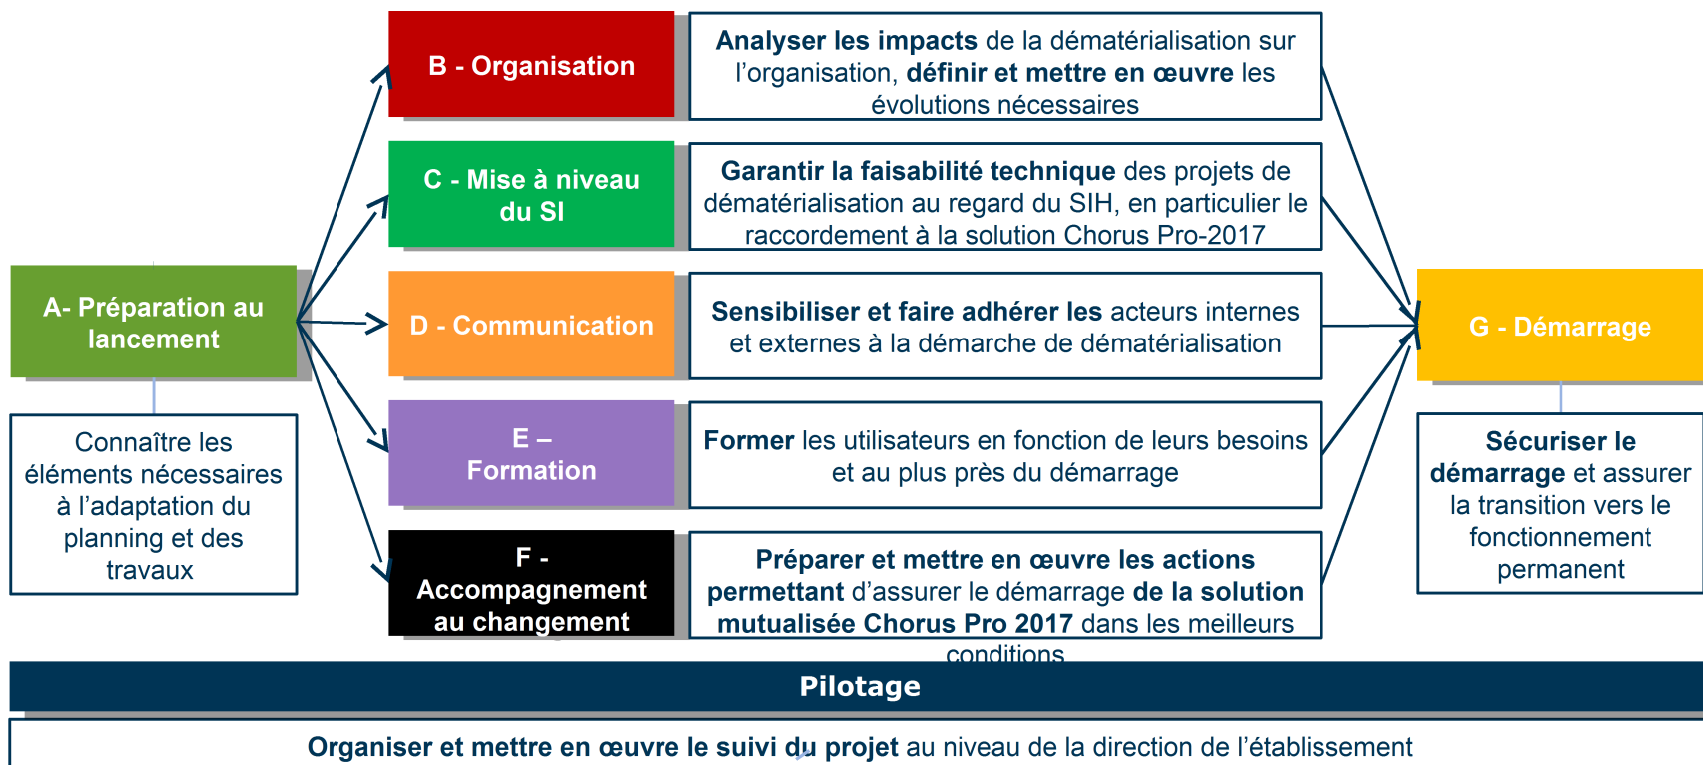 B - Organisation
Analyser les impacts de la dématérialisation sur
l’organisation, définir et mettre en œuvre les
évolutions nécessaires
C - Mise à niveau
du SI
Garantir la faisabilité technique des projets de
dématérialisation au regard du SIH, en particulier le
raccordement à la solution Chorus Pro-2017
A- Préparation au
lancement
Connaître les
éléments nécessaires
à l’adaptation du
planning et des
travaux
D - Communication
Sensibiliser et faire adhérer les acteurs internes
et externes à la démarche de dématérialisation
E –
Formation
Former les utilisateurs en fonction de leurs besoins
et au plus près du démarrage
F -
Accompagnement
au changement
Préparer et mettre en œuvre les actions
permettant d’assurer le démarrage de la solution
mutualisée Chorus Pro 2017 dans les meilleurs
conditions
G - Démarrage
Sécuriser le
démarrage et assurer
la transition vers le
fonctionnement
permanent
Pilotage
Organiser et mettre en œuvre le suivi du projet au niveau de la direction de l’établissement